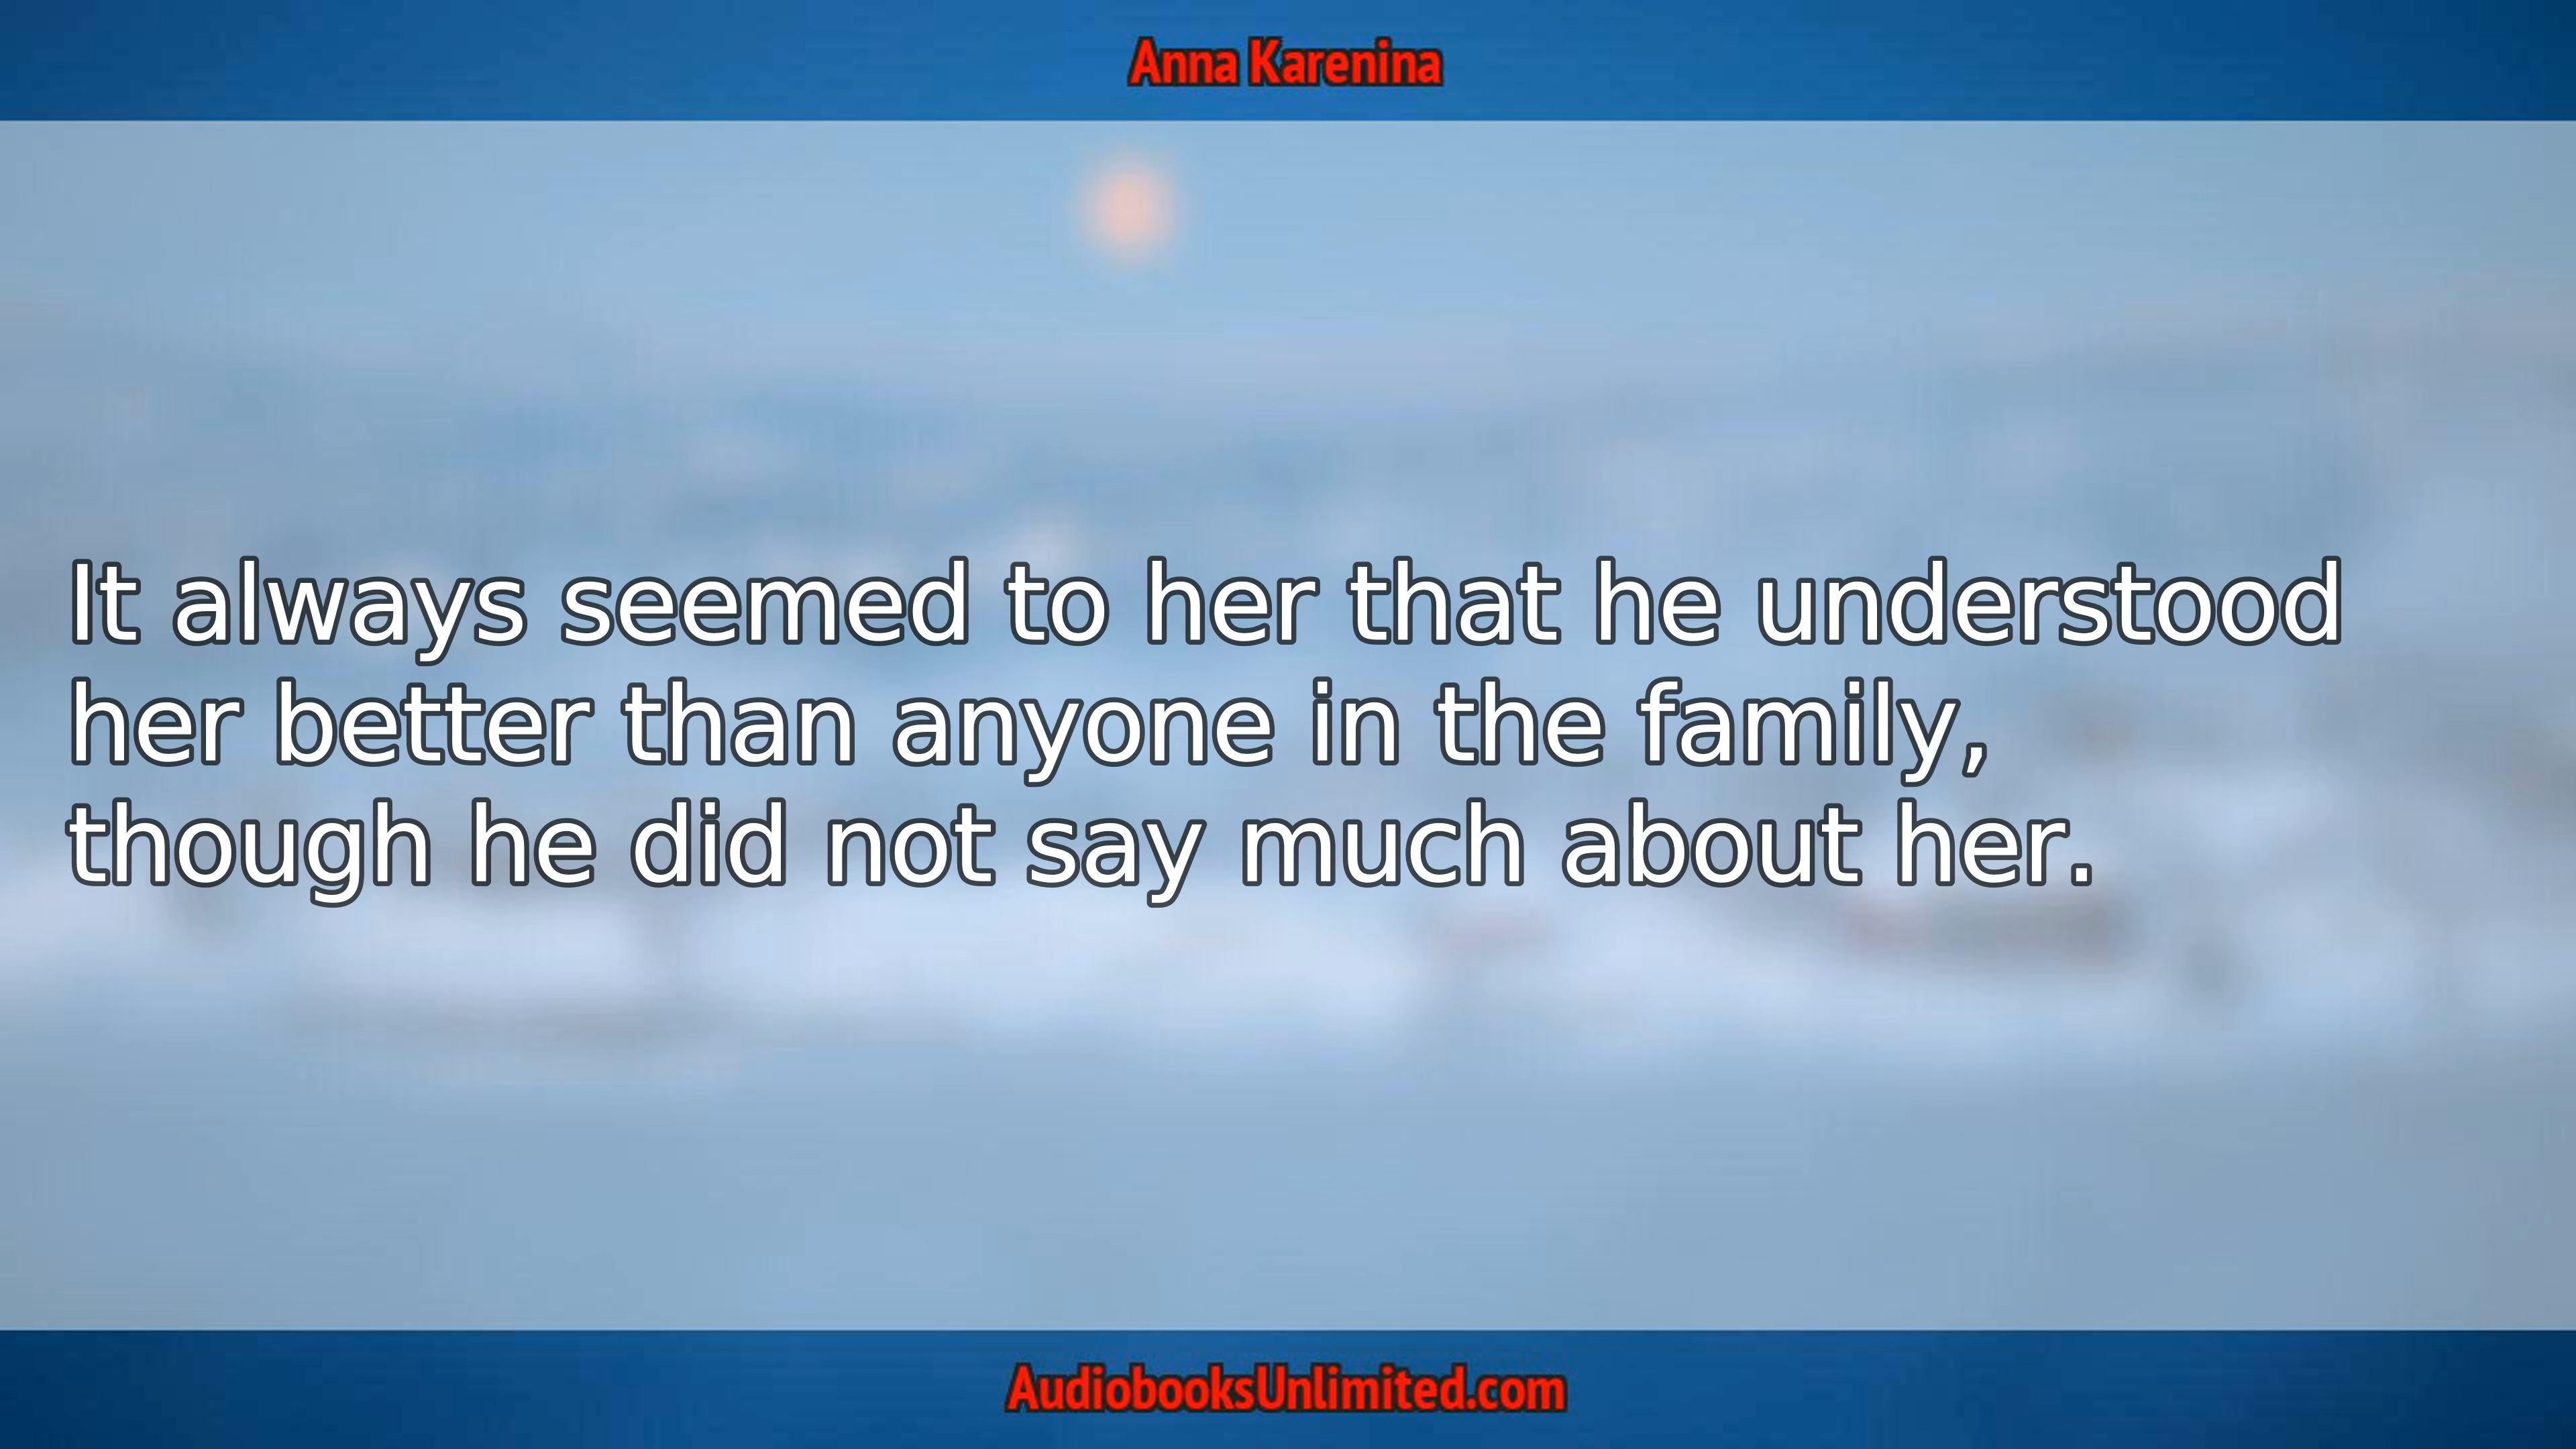 Anna Karenina
It always seemed to her that he understood
her better than anyone in the family,
though he did not say much about her.
AudiobooksUnlimited.com